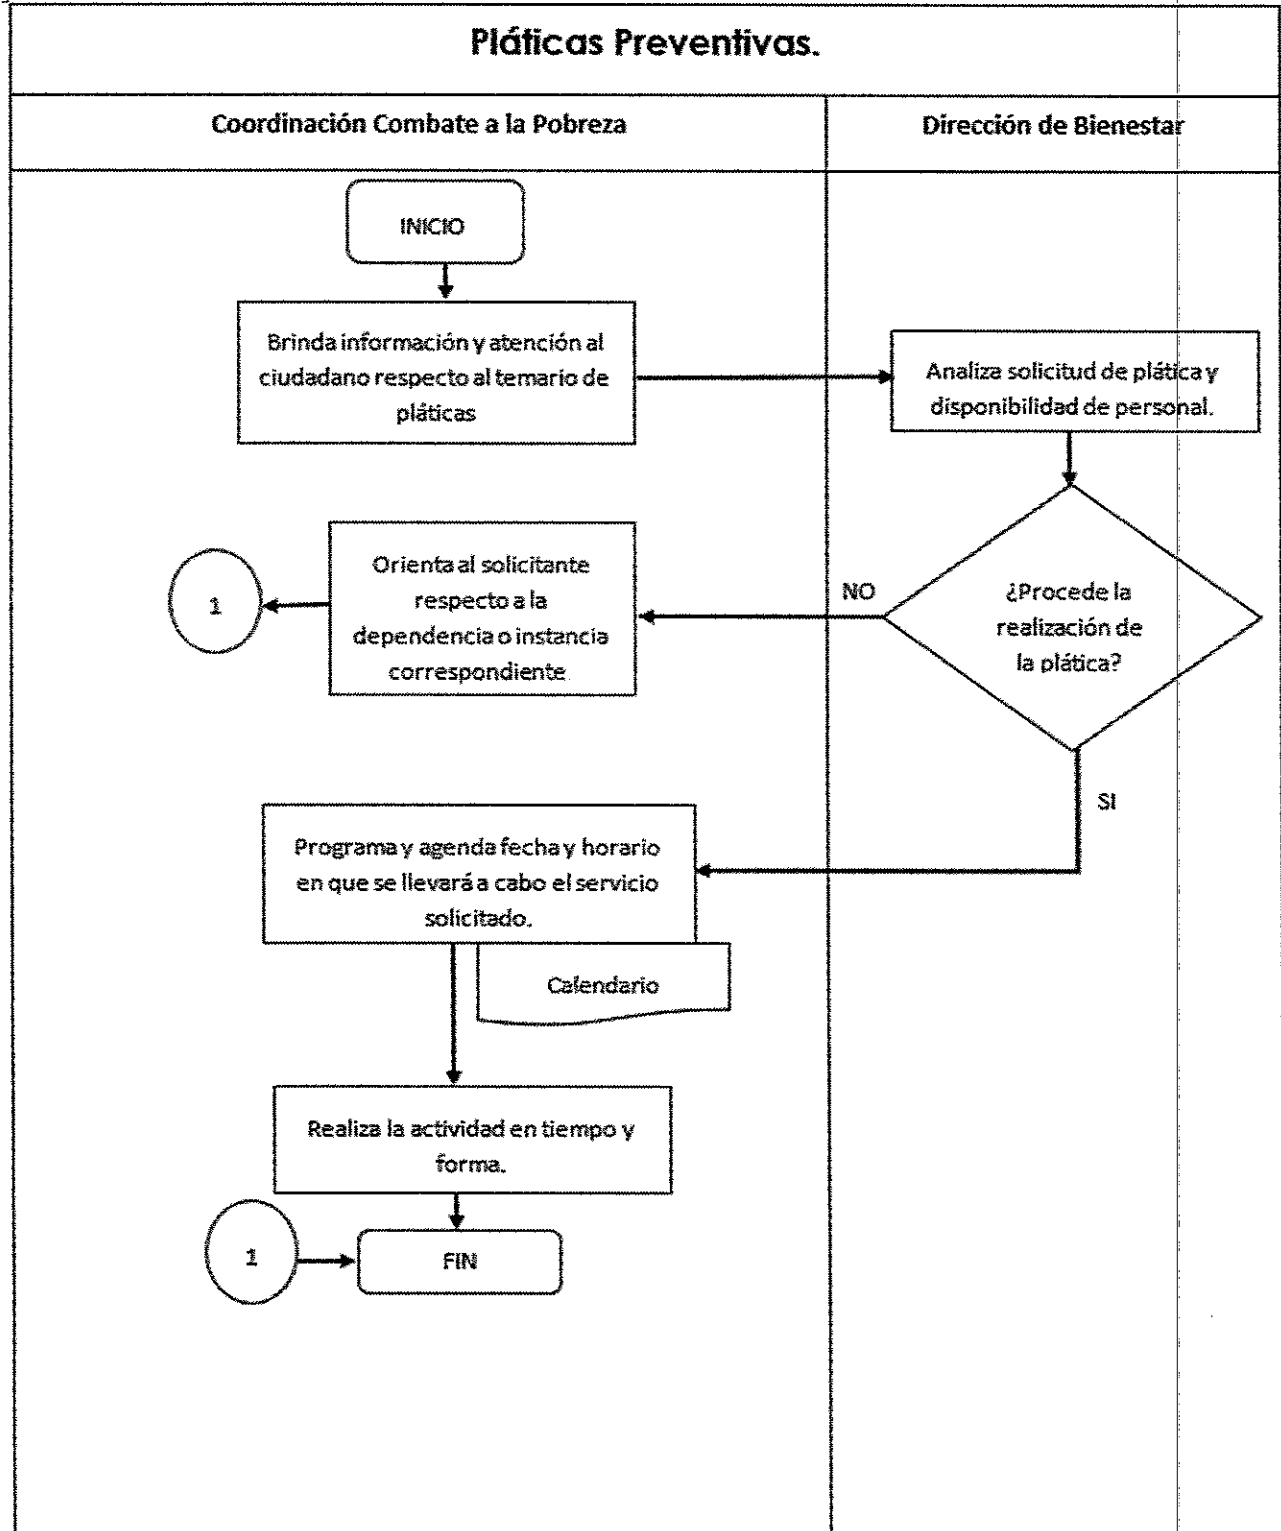 Pláticas Preventivas.
Coordinación Combate a la Pobreza
Dirección de Bienestar
INICIO
Brinda información y atención al
ciudadano respecto al temario de
pláticas
Analiza solicitud de plática y
disponibilidad de personal.
¿Procede la
realización de
la plática?
NO
Orienta al solicitante
respecto a la
dependencia o instancia
correspondiente
1
SI
Programa y agenda fecha y horario
en que se llevará a cabo el servicio
solicitado.
Calendario
Realiza la actividad en tiempo y
forma.
1
FIN